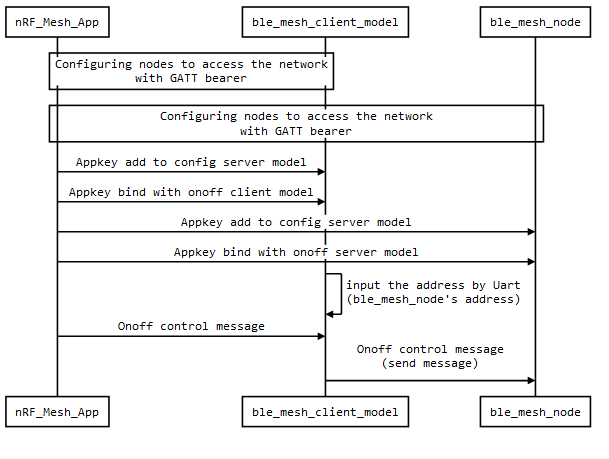 nRF_Mesh_App
ble_mesh_client_model
ble_mesh_node
Configuring nodes to access the network
with GATT bearer
Configuring nodes to access the network
with GATT bearer
Appkey add to config server model
Appkey bind with onoff client model
Appkey add to config server model
Appkey bind with onoff server model
input the address by Uart
(ble_mesh_node's address)
Onoff control message
Onoff control message
(send message)
nRF_Mesh_App
ble_mesh_client_model
ble_mesh_node